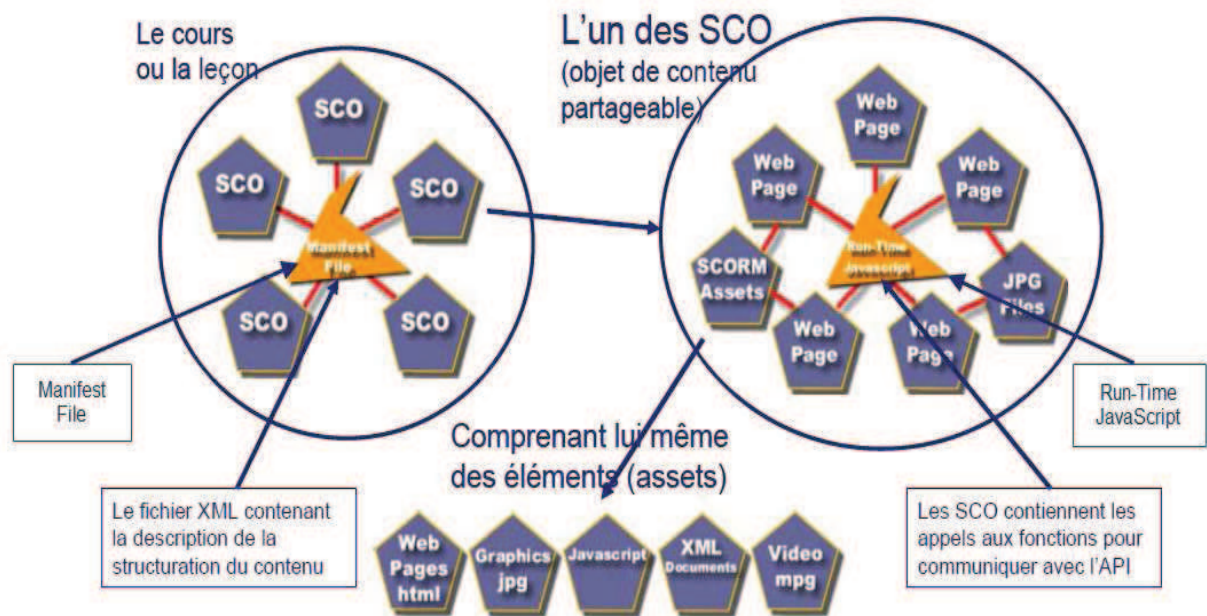 Le cours
ou la leçon
SCO
SCO
SCO
SCO
SCO
Manifest
File
Manifest
File
Le fichier XML contenant
la description de la
structuration du contenu
L'un des SCO
(objet de contenu
partageable)
Web
Page
Web
Page
Web
Page
SCORM
Assets
JPG
Files
Web
Page
Web
Page
Run-Time
Javascript
Run-Time
JavaScript
Les SCO contiennent les
appels aux fonctions pour
communiquer avec l'API
Comprenant lui même
des éléments (assets)
Web
Pages
html
Graphics
jpg
Javascript
XML
Documents
Video
mpg